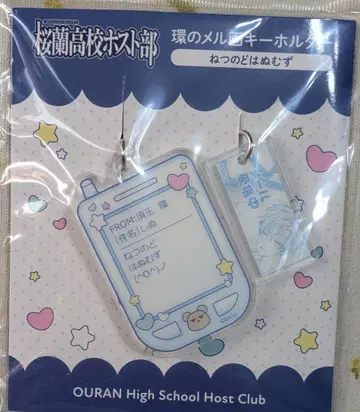 桜蘭高校ホスト部
環のメル画キーホルダー
ねつのどはぬむず
FROM:須王 環
[件名]しぬ
ねつのど
はぬむず
(^0^)ノ
OURAN High School Host Club